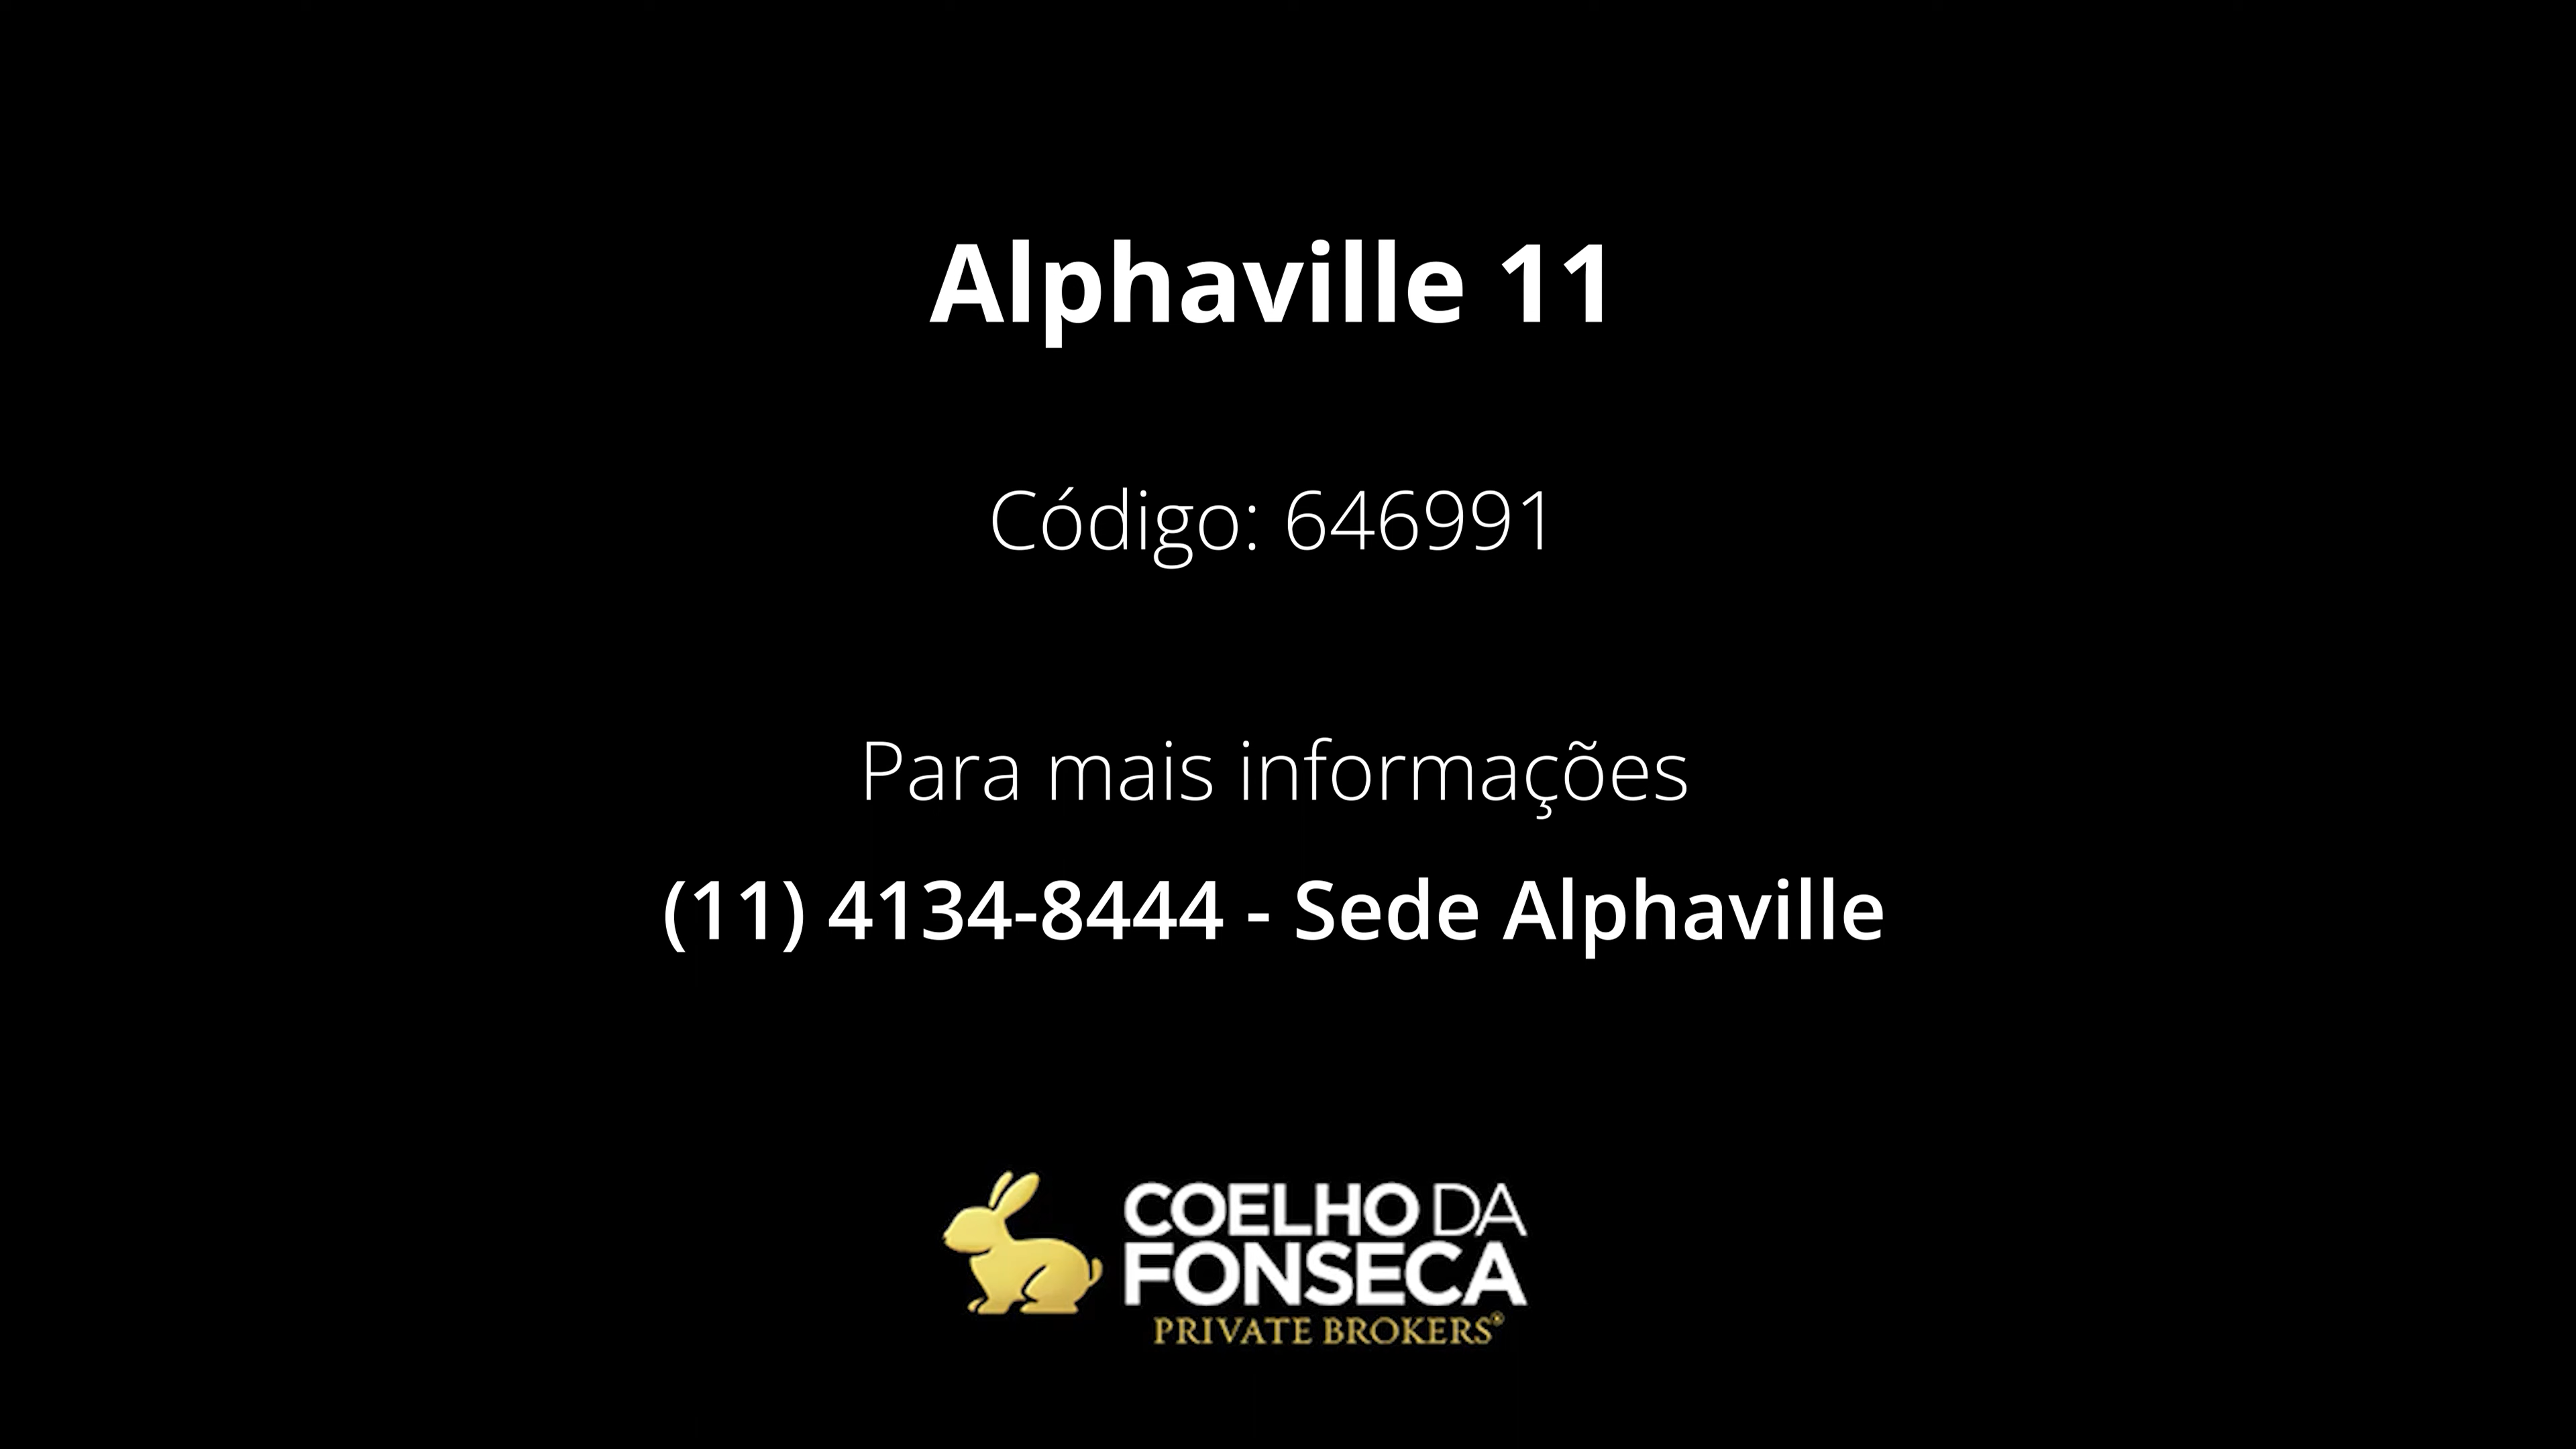 Alphaville 11
Código: 646991
Para mais informações
(11) 4134-8444 - Sede Alphaville
COELHO DA
FONSECA
PRIVATE BROKERS®